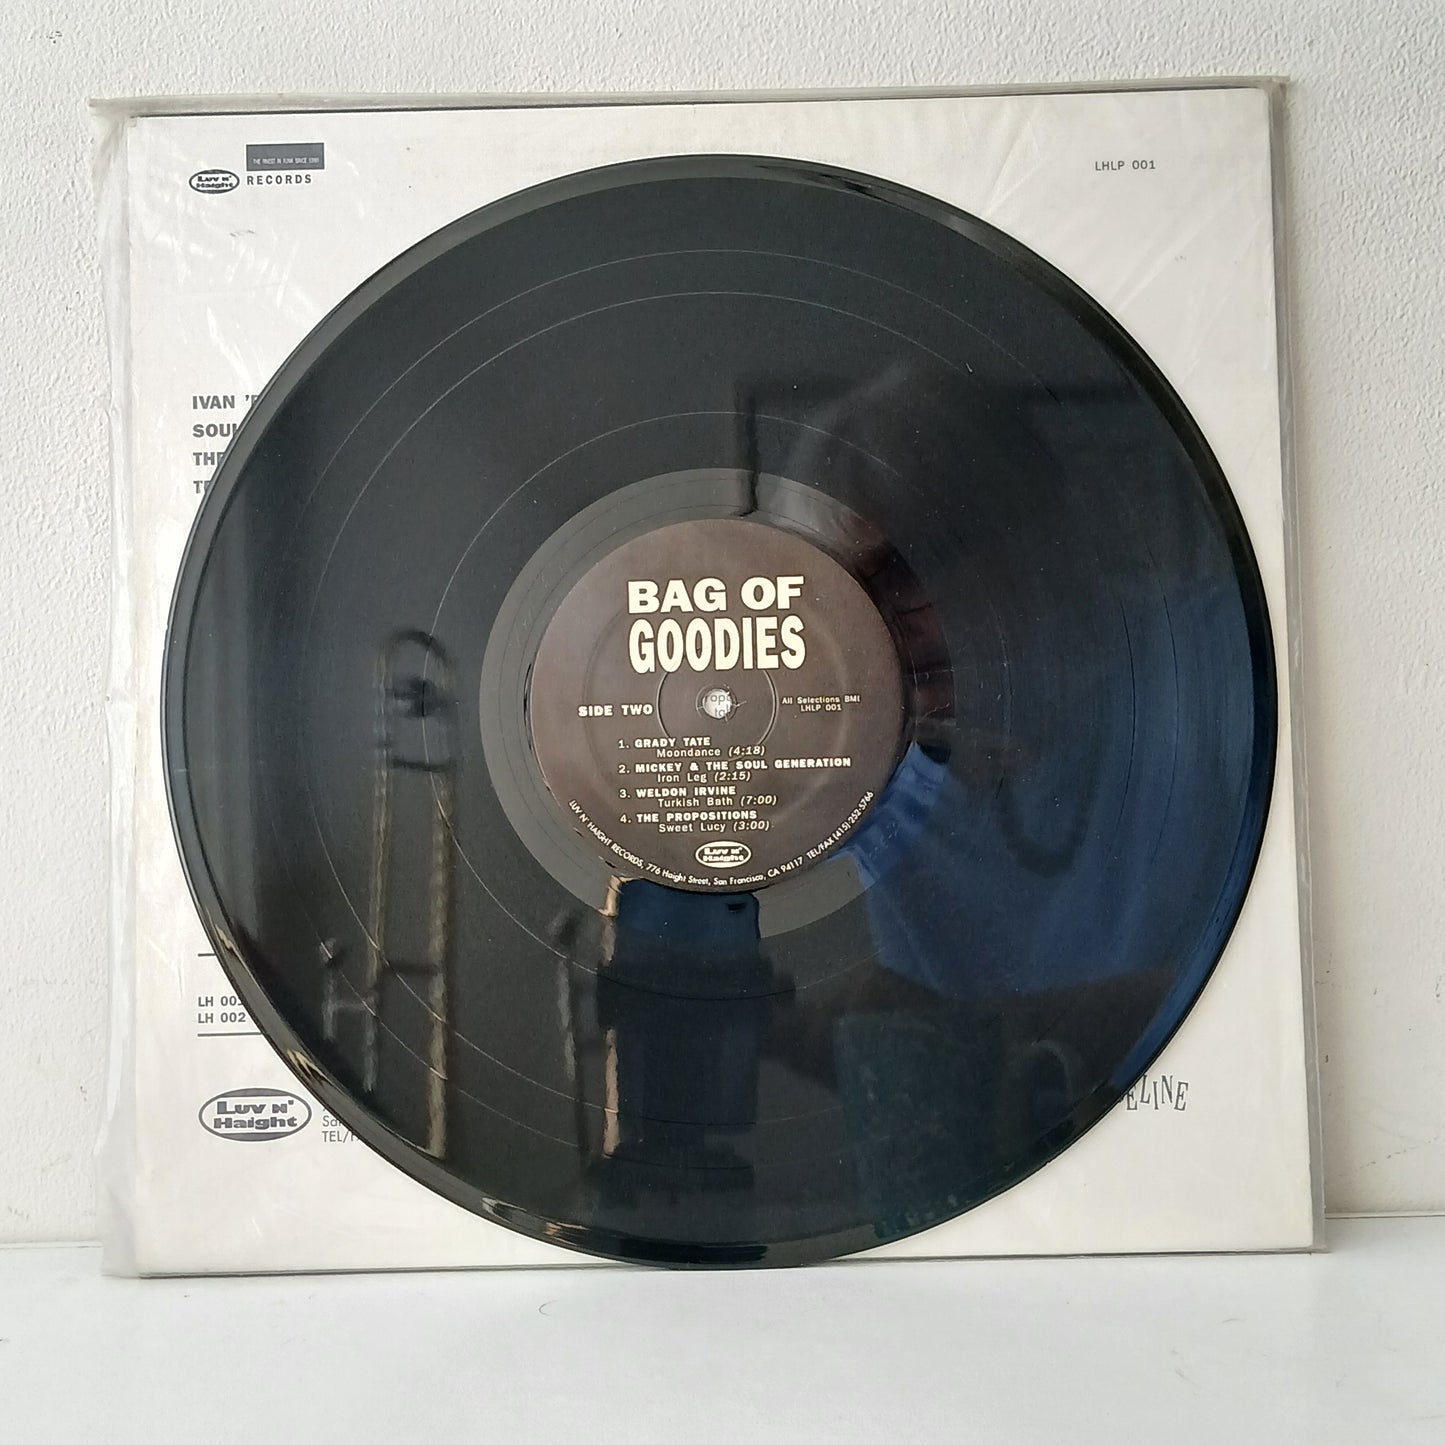 THE FINEST IN FUNK SINCE 1988!
Luv N' Haight
RECORDS
LHLP 001
IVAN
SOUL
THE
BAG OF
GOODIES
SIDE TWO
All Selections BMI
LHLP 001
1. GRADY TATE
Moondance (4:18)
2. MICKEY & THE SOUL GENERATION
Iron Leg (2:15)
3. WELDON IRVINE
Turkish Bath (7:00)
4. THE PROPOSITIONS
Sweet Lucy (3:00)
Luv N' Haight
LUV N' HAIGHT RECORDS, 776 Haight Street, San Francisco, CA 94117 TEL/FAX (415) 252-5766
LH 001
LH 002
Luv N'
Haight
TEL/
ELINE